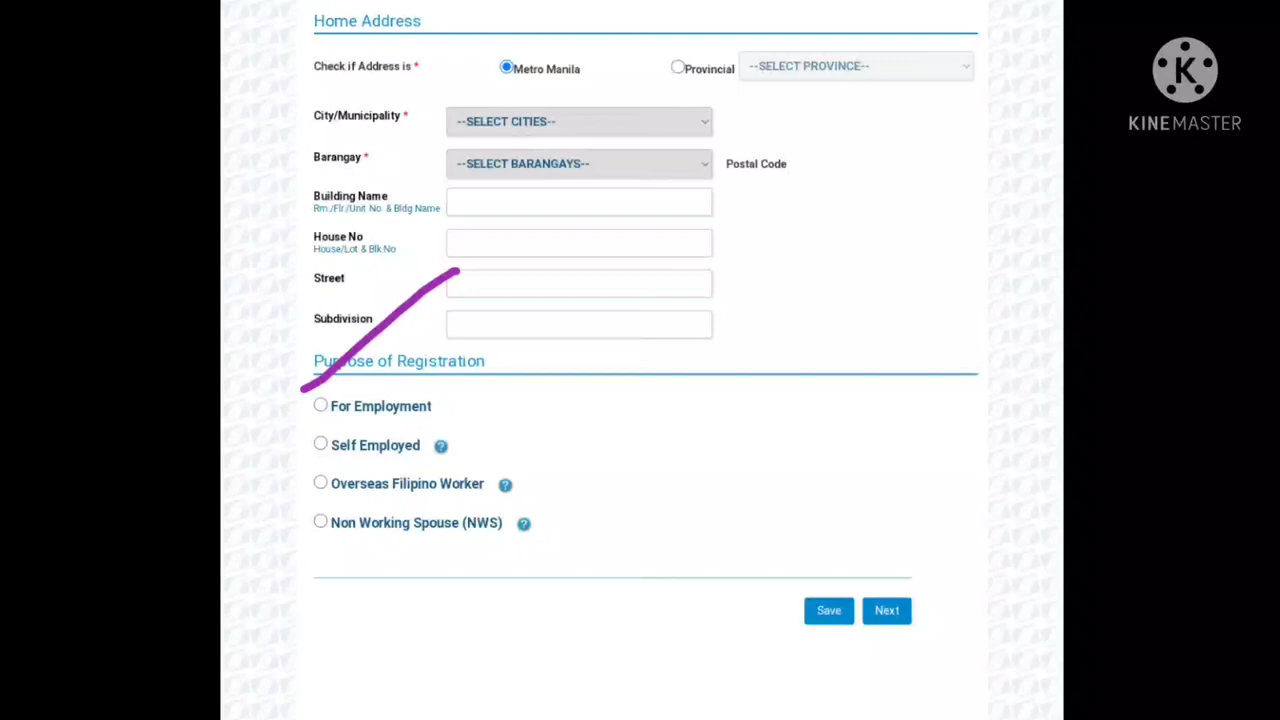 Home Address
Check if Address is * Metro Manila Provincial --SELECT PROVINCE--
City/Municipality * --SELECT CITIES--
Barangay * --SELECT BARANGAYS-- Postal Code
Building Name
Rm./Flr./Unit No. & Bldg Name
House No
House/Lot & Blk.No
Street
Subdivision
Purpose of Registration
For Employment
Self Employed ?
Overseas Filipino Worker ?
Non Working Spouse (NWS) ?
Save Next
K
KINEMASTER